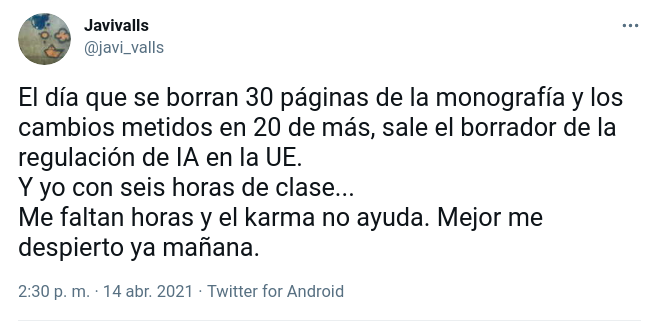 Javivalls
@javi_valls
El día que se borran 30 páginas de la monografía y los
cambios metidos en 20 de más, sale el borrador de la
regulación de IA en la UE.
Y yo con seis horas de clase...
Me faltan horas y el karma no ayuda. Mejor me
despierto ya mañana.
2:30 p. m. · 14 abr. 2021 · Twitter for Android